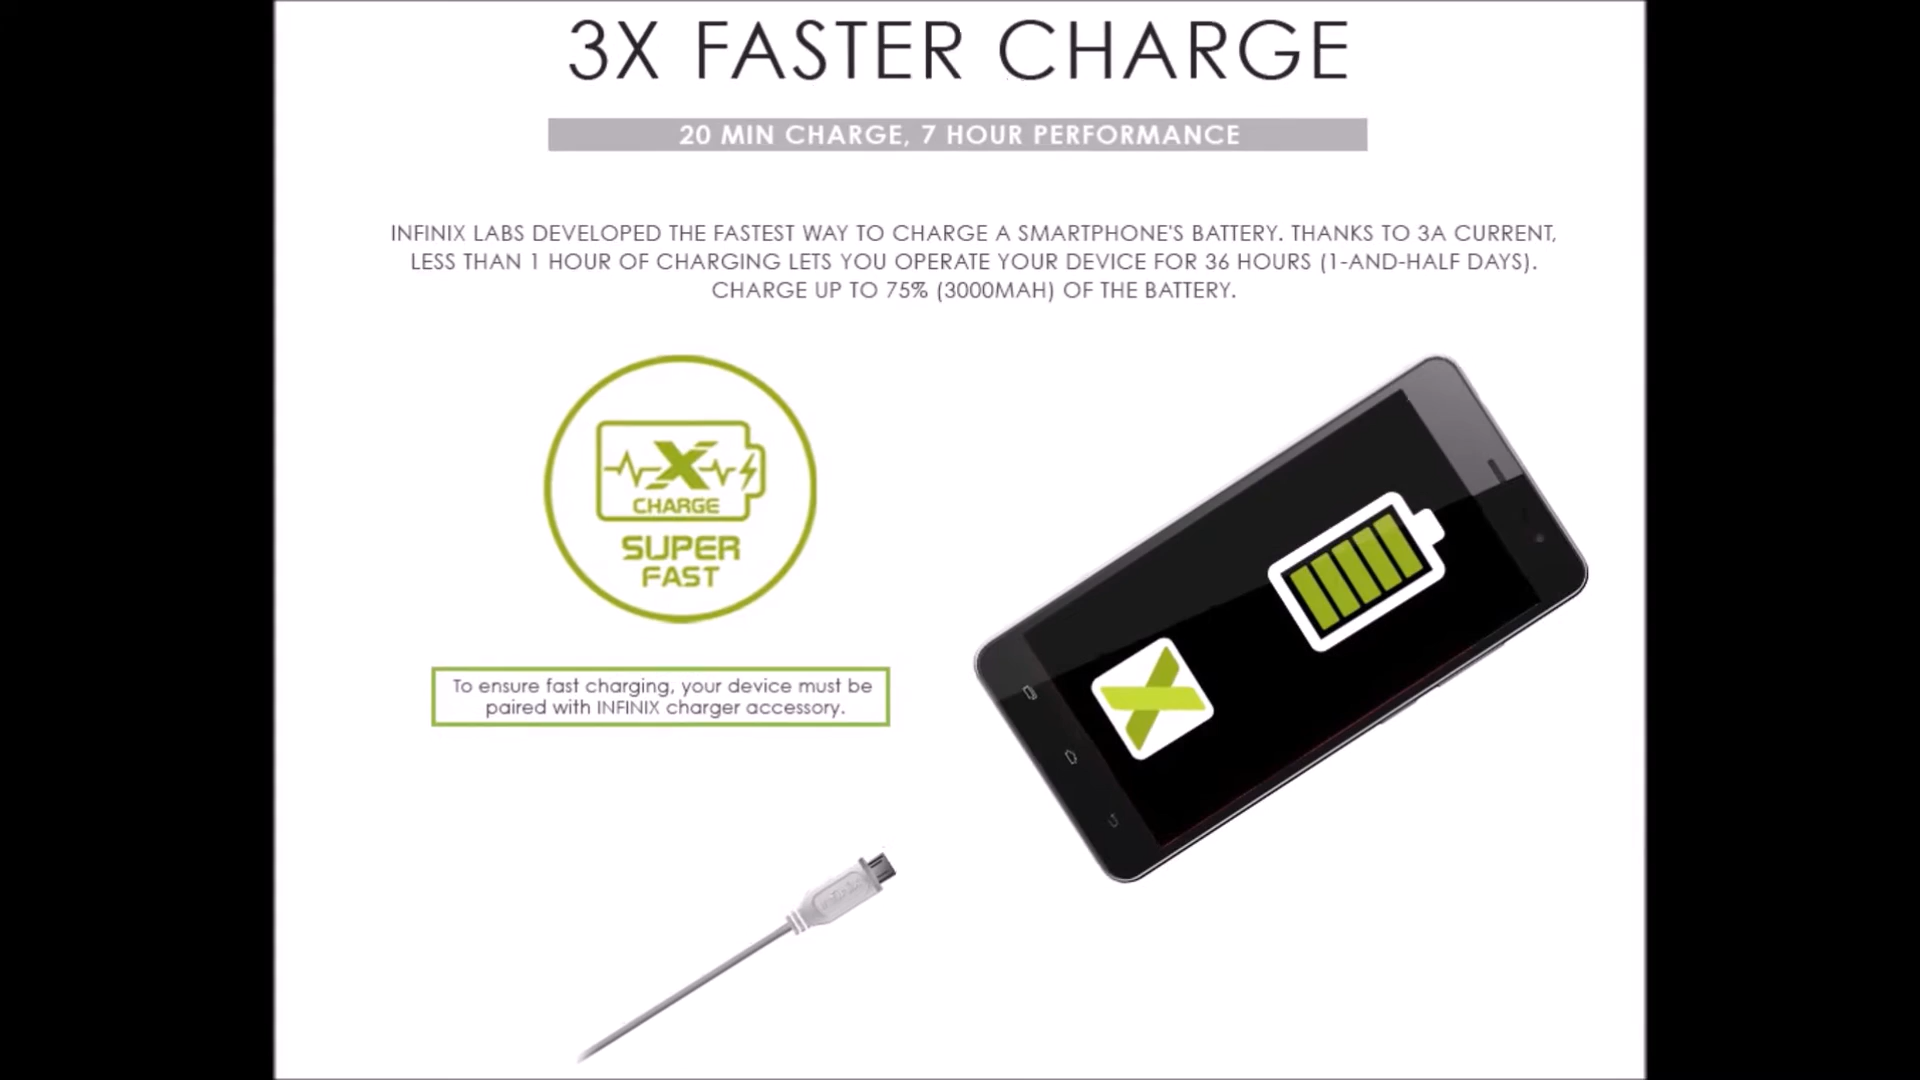 3X FASTER CHARGE
20 MIN CHARGE, 7 HOUR PERFORMANCE
INFINIX LABS DEVELOPED THE FASTEST WAY TO CHARGE A SMARTPHONE'S BATTERY. THANKS TO 3A CURRENT,
LESS THAN 1 HOUR OF CHARGING LETS YOU OPERATE YOUR DEVICE FOR 36 HOURS (1-AND-HALF DAYS).
CHARGE UP TO 75% (3000MAH) OF THE BATTERY.
X
CHARGE
SUPER
FAST
To ensure fast charging, your device must be
paired with INFINIX charger accessory.